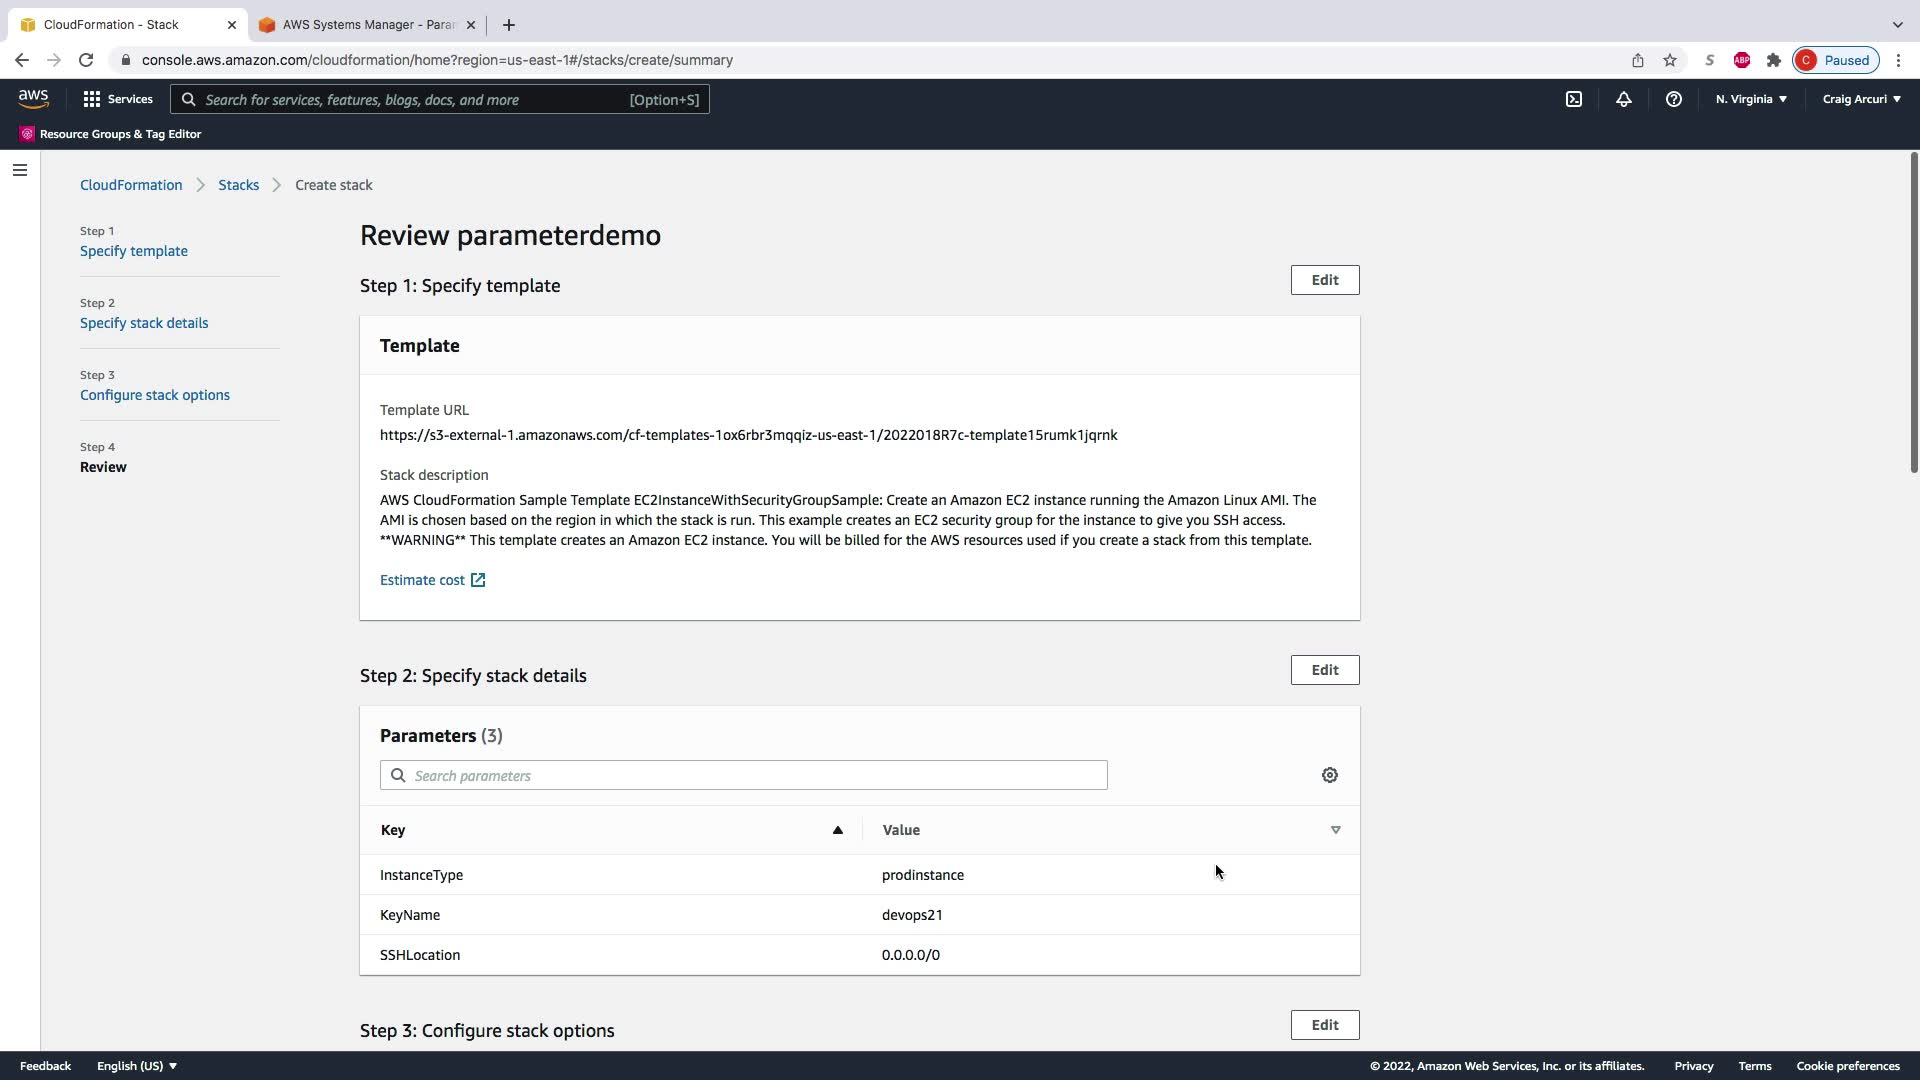 CloudFormation - Stack
AWS Systems Manager - Para
console.aws.amazon.com/cloudformation/home?region=us-east-1#/stacks/create/summary
S
ABP
C
Paused
aws
Services
Search for services, features, blogs, docs, and more
[Option+S]
N. Virginia
Craig Arcuri
Resource Groups & Tag Editor
CloudFormation
Stacks
Create stack
Step 1
Specify template
Step 2
Specify stack details
Step 3
Configure stack options
Step 4
Review
Review parameterdemo
Step 1: Specify template
Edit
Template
Template URL
https://s3-external-1.amazonaws.com/cf-templates-1ox6rbr3mqqiz-us-east-1/2022018R7c-template15rumk1jqrnk
Stack description
AWS CloudFormation Sample Template EC2InstanceWithSecurityGroupSample: Create an Amazon EC2 instance running the Amazon Linux AMI. The
AMI is chosen based on the region in which the stack is run. This example creates an EC2 security group for the instance to give you SSH access.
**WARNING** This template creates an Amazon EC2 instance. You will be billed for the AWS resources used if you create a stack from this template.
Estimate cost
Step 2: Specify stack details
Edit
Parameters (3)
Search parameters
Key
Value
InstanceType
prodinstance
KeyName
devops21
SSHLocation
0.0.0.0/0
Step 3: Configure stack options
Edit
Feedback
English (US)
© 2022, Amazon Web Services, Inc. or its affiliates.
Privacy
Terms
Cookie preferences